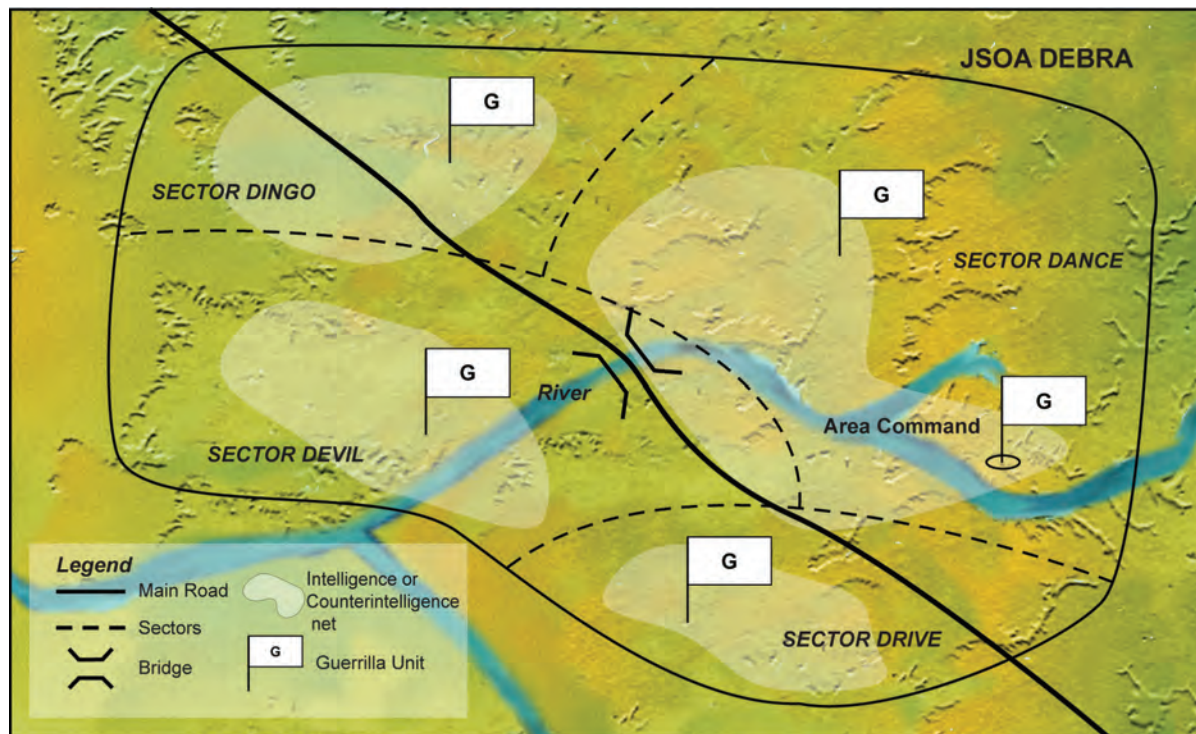 JSOA DEBRA
G
SECTOR DINGO
G
SECTOR DANCE
G
River
G
Area Command
SECTOR DEVIL
G
SECTOR DRIVE
Legend
Main Road
Intelligence or
Counterintelligence
net
Sectors
Bridge
G
Guerrilla Unit